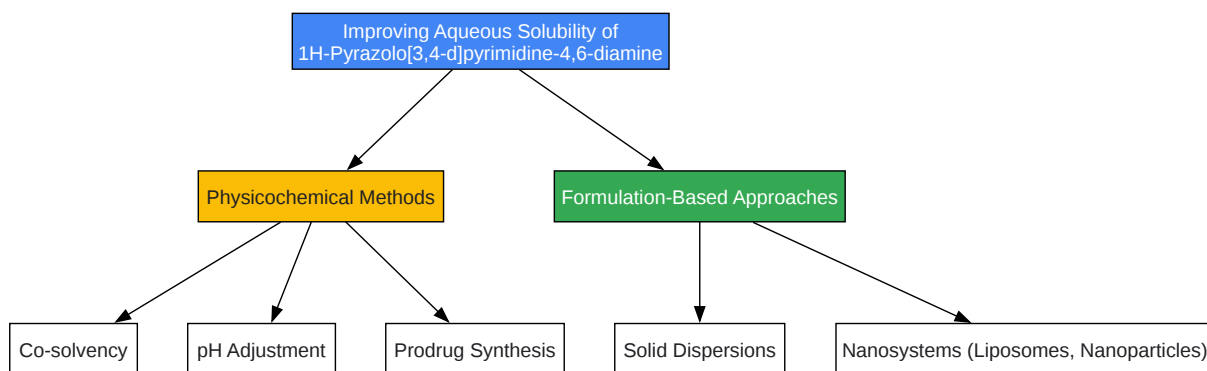 Improving Aqueous Solubility of
1H-Pyrazolo[3,4-d]pyrimidine-4,6-diamine
Physicochemical Methods
Formulation-Based Approaches
Co-solvency
pH Adjustment
Prodrug Synthesis
Solid Dispersions
Nanosystems (Liposomes, Nanoparticles)